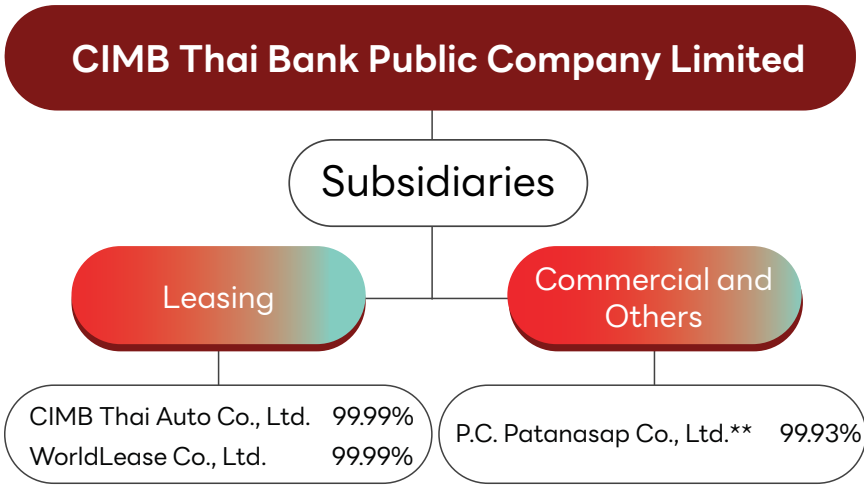 CIMB Thai Bank Public Company Limited
Subsidiaries
Leasing
CIMB Thai Auto Co., Ltd. 99.99%
WorldLease Co., Ltd. 99.99%
Commercial and
Others
P.C. Patanasap Co., Ltd.** 99.93%